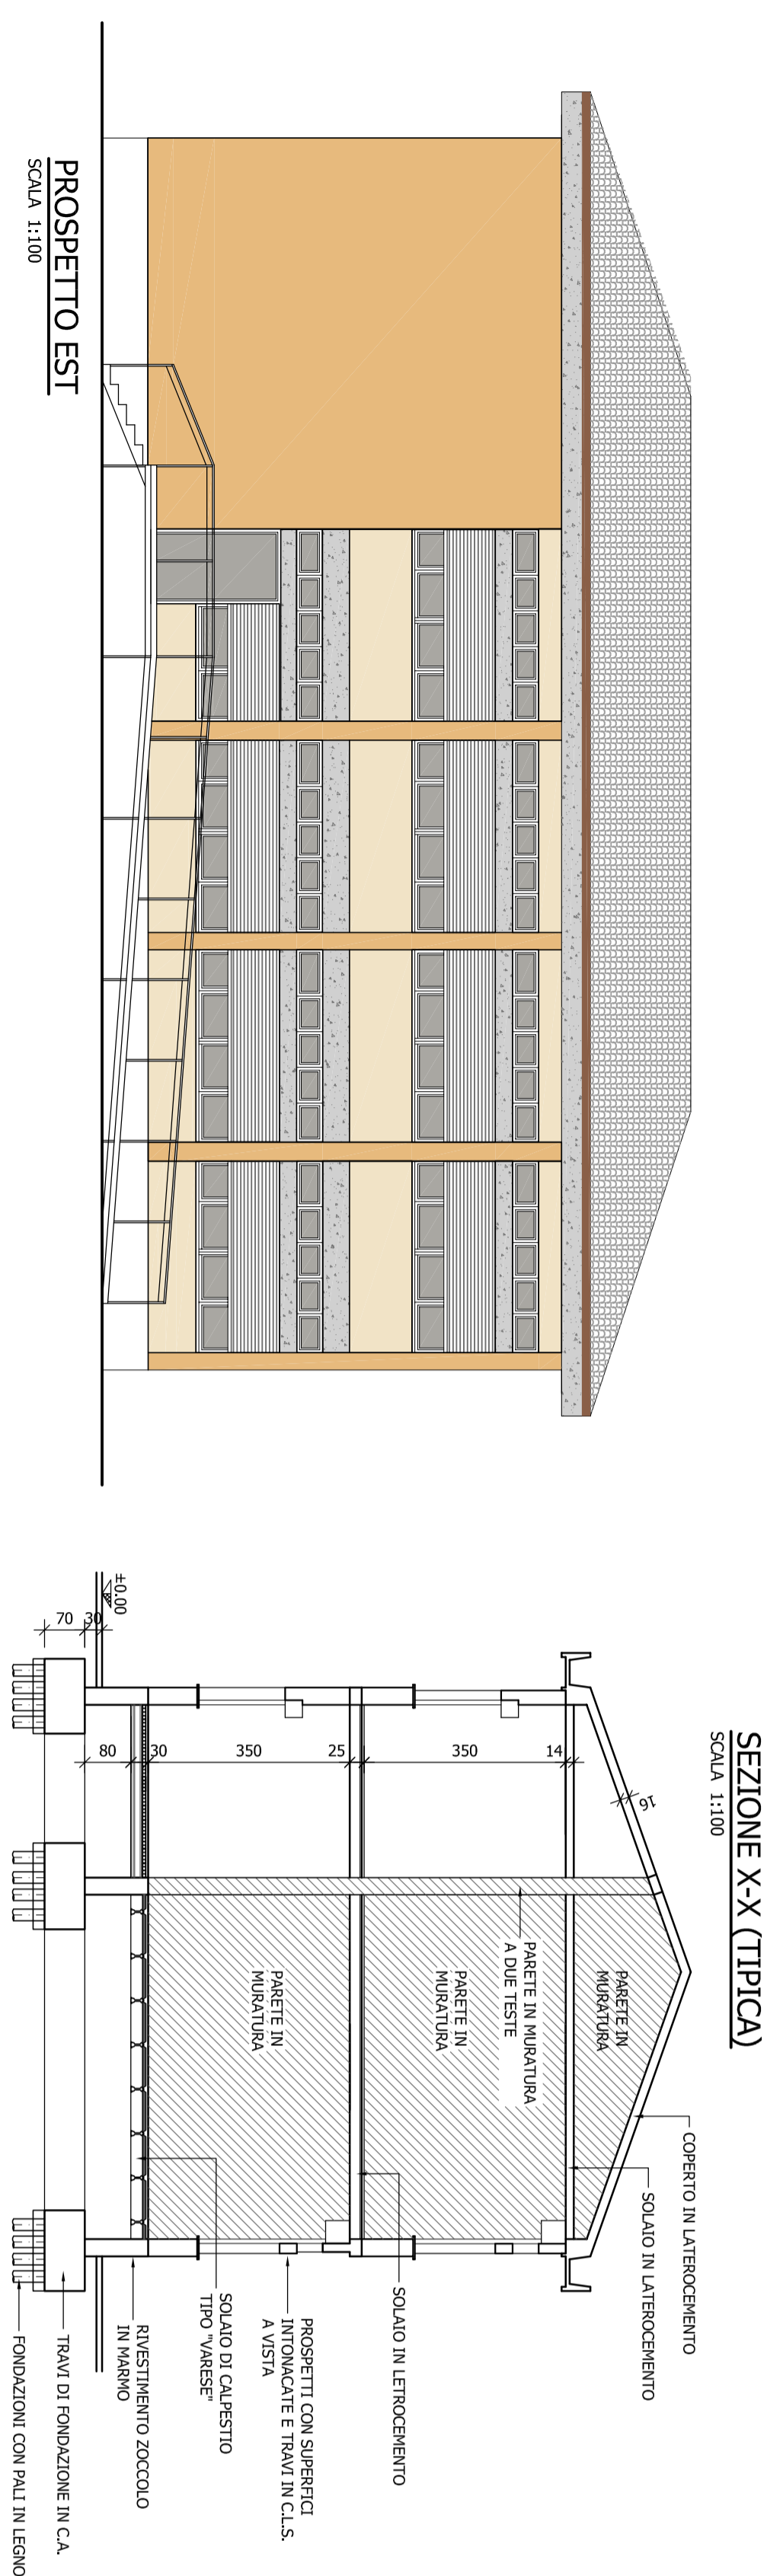 PROSPETTO EST
SCALA 1:100
SEZIONE X-X (TIPICA)
SCALA 1:100
COPERTO IN LATEROCEMENTO
SOLAIO IN LATEROCEMENTO
16
PARETE IN
MURATURA
14
PARETE IN MURATURA
A DUE TESTE
350
PARETE IN
MURATURA
SOLAIO IN LETROCEMENTO
25
PROSPETTI CON SUPERFICI
INTONACATE E TRAVI IN C.L.S.
A VISTA
350
PARETE IN
MURATURA
SOLAIO DI CALPESTIO
TIPO "VARESE"
30
RIVESTIMENTO ZOCCOLO
IN MARMO
±0.00
80
30
70
TRAVI DI FONDAZIONE IN C.A.
FONDAZIONI CON PALI IN LEGNO